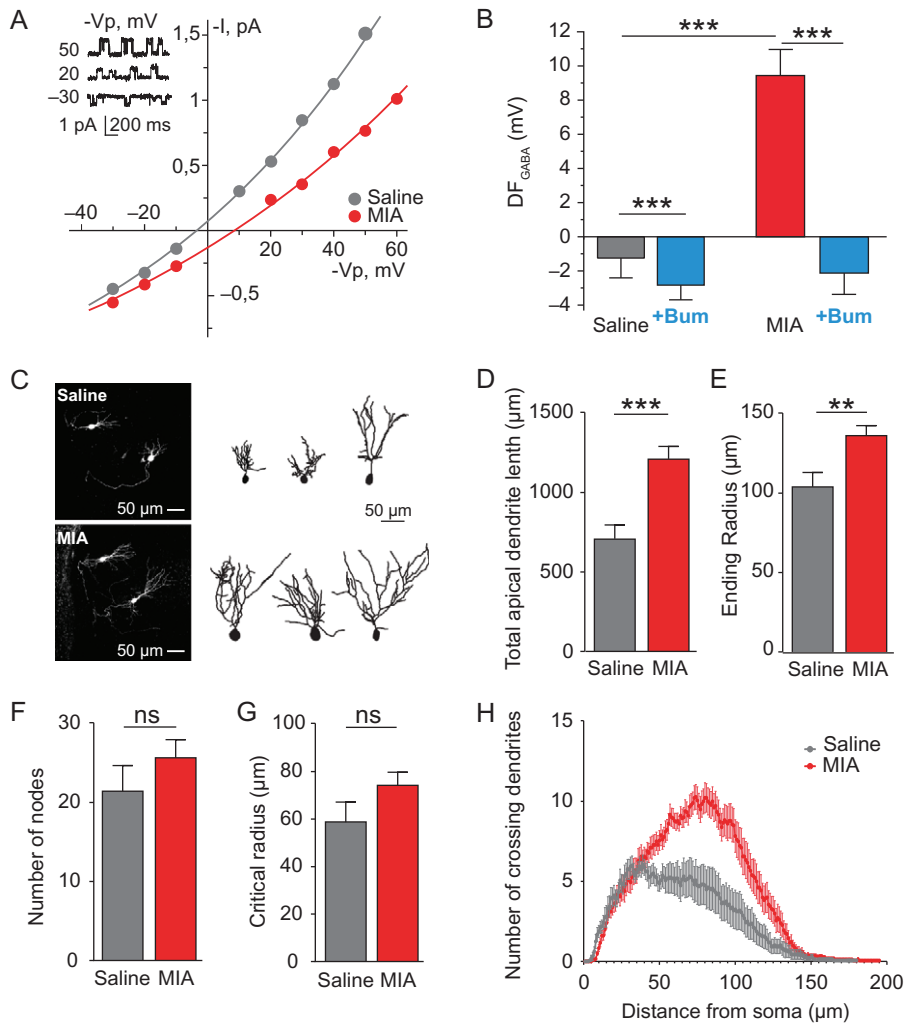 A
-Vp, mV
50
20
–30
1 pA
200 ms
-I, pA
1,5
1
0,5
–0,5
–40
–20
20
40
60
-Vp, mV
Saline
MIA
B
DF GABA (mV)
12
10
8
6
4
2
0
–2
–4
***
***
***
Saline
+Bum
MIA
+Bum
C
Saline
50 µm
MIA
50 µm
50 µm
D
Total apical dendrite lenth (µm)
1500
1000
500
0
***
Saline
MIA
E
Ending Radius (µm)
150
100
50
0
**
Saline
MIA
F
Number of nodes
30
20
10
0
ns
Saline
MIA
G
Critical radius (µm)
100
80
60
40
20
0
ns
Saline
MIA
H
Number of crossing dendrites
15
10
5
0
0
50
100
150
200
Distance from soma (µm)
Saline
MIA